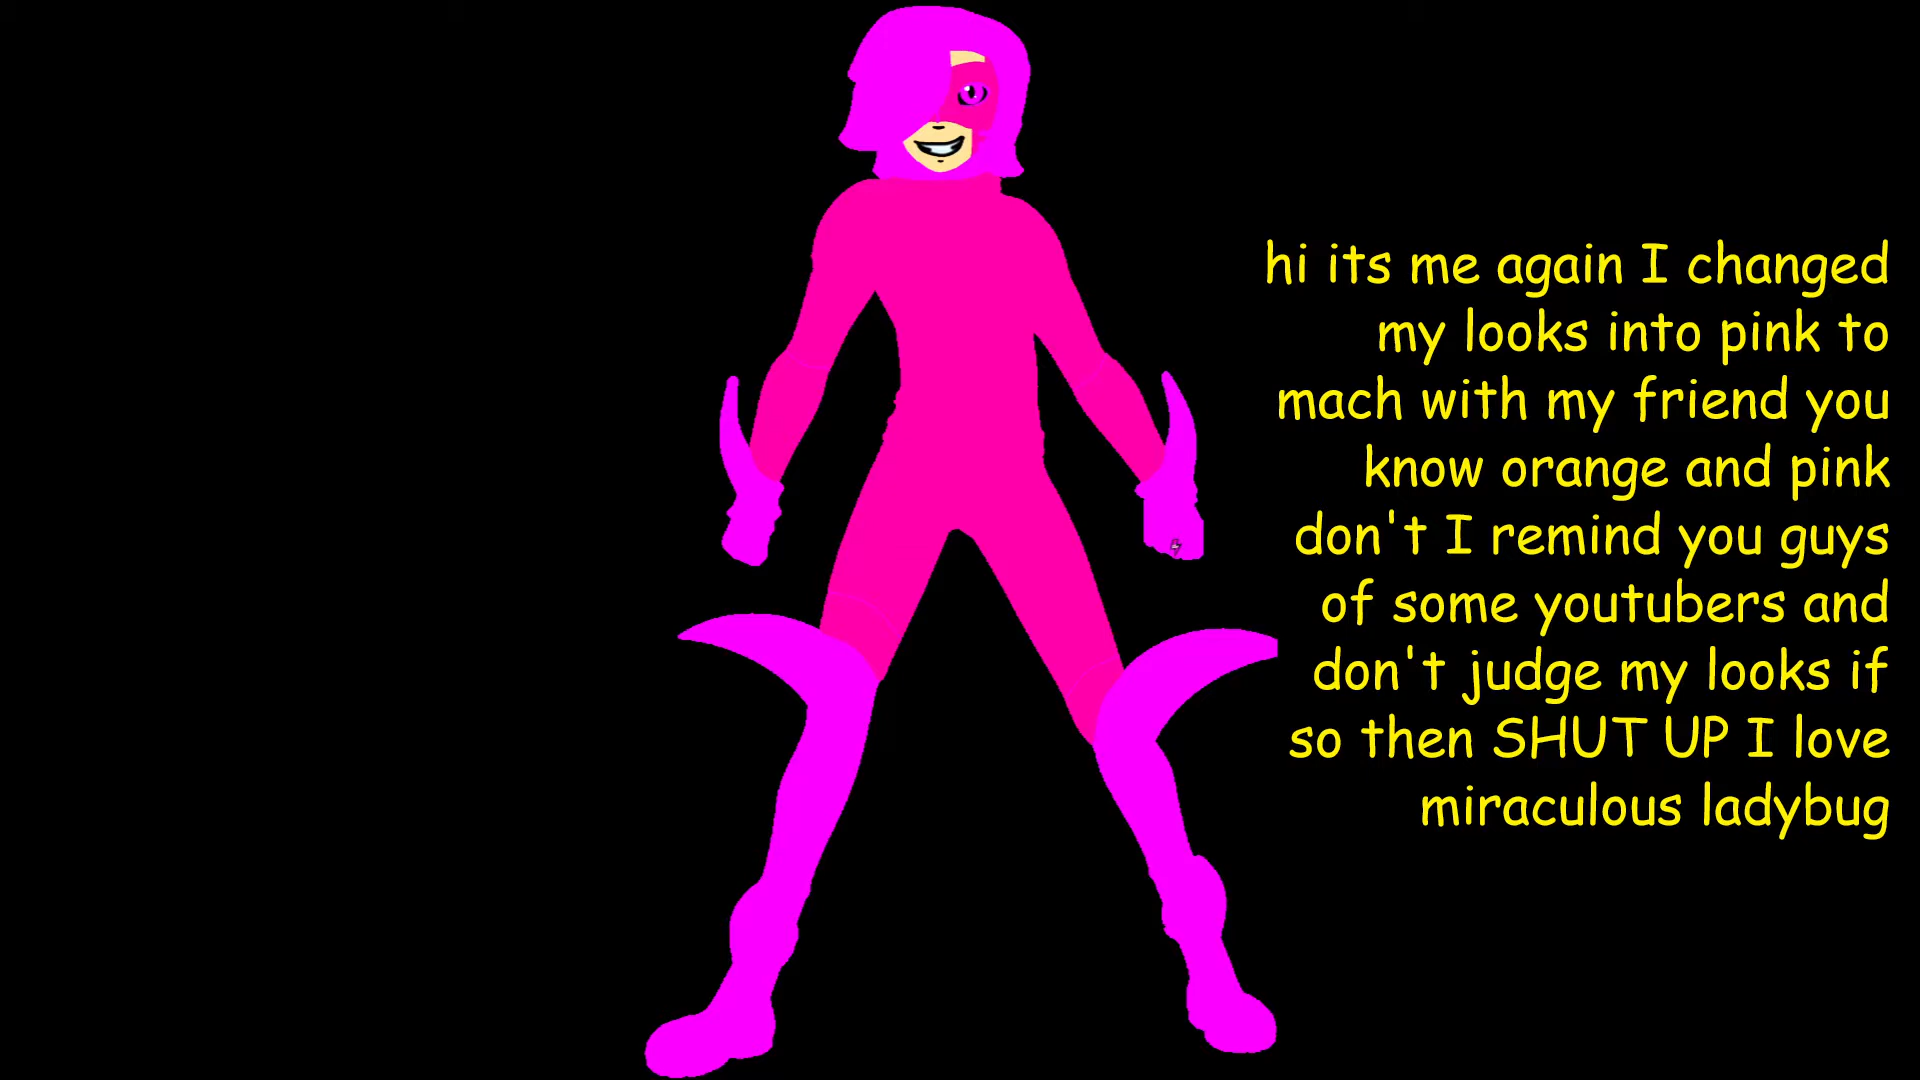 hi its me again I changed
my looks into pink to
mach with my friend you
know orange and pink
don't I remind you guys
of some youtubers and
don't judge my looks if
so then SHUT UP I love
miraculous ladybug